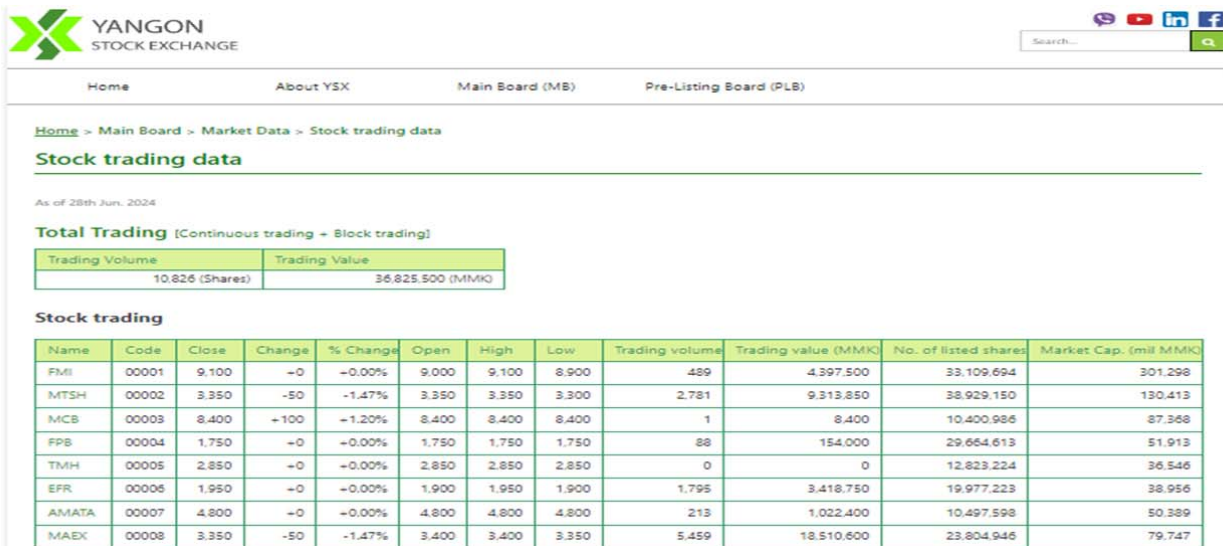 YANGON
STOCK EXCHANGE
Search...
Home About YSX Main Board (MB) Pre-Listing Board (PLB)
Home > Main Board > Market Data > Stock trading data
Stock trading data
As of 28th Jun. 2024
Total Trading [Continuous trading + Block trading]
Trading Volume Trading Value
10,826 (Shares) 36,825,500 (MMK)
Stock trading
Name Code Close Change % Change Open High Low Trading volume Trading value (MMK) No. of listed shares Market Cap. (mil MMK)
FMI 00001 9,100 +0 +0.00% 9,000 9,100 8,900 489 4,397,500 33,109,694 301,298
MTSH 00002 3,350 -50 -1.47% 3,350 3,350 3,300 2,781 9,313,850 38,929,150 130,413
MCB 00003 8,400 +100 +1.20% 8,400 8,400 8,400 1 8,400 10,400,986 87,368
FPB 00004 1,750 +0 +0.00% 1,750 1,750 1,750 88 154,000 29,664,613 51,913
TMH 00005 2,850 +0 +0.00% 2,850 2,850 2,850 0 0 12,823,224 36,546
EFR 00006 1,950 +0 +0.00% 1,900 1,950 1,900 1,795 3,418,750 19,977,223 38,956
AMATA 00007 4,800 +0 +0.00% 4,800 4,800 4,800 213 1,022,400 10,497,598 50,389
MAEX 00008 3,350 -50 -1.47% 3,400 3,400 3,350 5,459 18,510,600 23,804,946 79,747